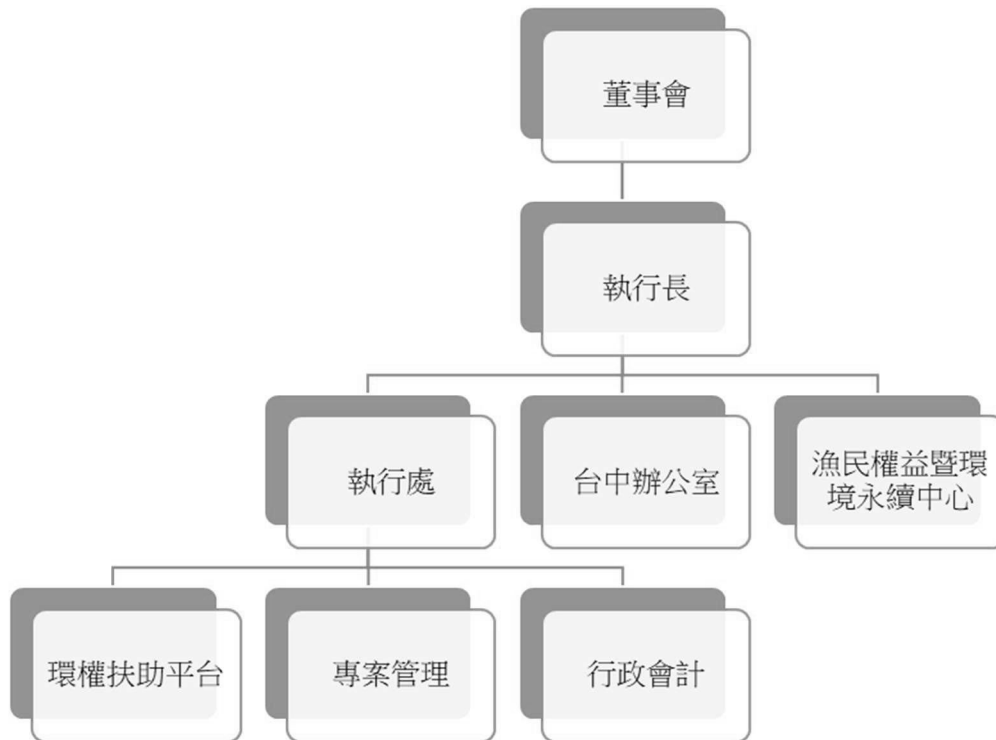 董事會
執行長
執行處
台中辦公室
漁民權益暨環
境永續中心
環權扶助平台
專案管理
行政會計